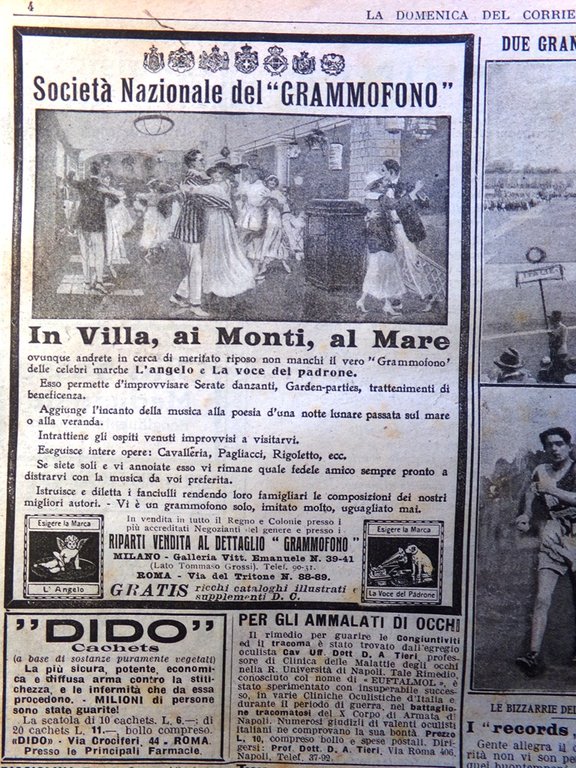 4
LA DOMENICA DEL CORRIE
Società Nazionale del "GRAMMOFONO"
In Villa, ai Monti, al Mare
ovunque andrete in cerca di meritato riposo non manchi il vero "Grammofono"
delle celebri marche L'angelo e La voce del padrone.
Esso permette d'improvvisare Serate danzanti, Garden-parties, trattenimenti di
beneficenza.
Aggiunge l'incanto della musica alla poesia d'una notte lunare passata sul mare
o alla veranda.
Intrattiene gli ospiti venuti improvvisi a visitarvi.
Eseguisce intere opere: Cavalleria, Pagliacci, Rigoletto, ecc.
Se siete soli e vi annoiate esso vi rimane quale fedele amico sempre pronto a
distrarvi con la musica da voi preferita.
Istruisce e diletta i fanciulli rendendo loro famigliari le composizioni dei nostri
migliori autori. - Vi è un grammofono solo, imitato molto, uguagliato mai.
Esigere la Marca
L'Angelo
In vendita in tutto il Regno e Colonie presso i
più accreditati Negozianti del genere e presso i
RIPARTI VENDITA AL DETTAGLIO "GRAMMOFONO"
MILANO - Galleria Vitt. Emanuele N. 39-41
(Lato Tommaso Grossi). Telef. 90-31.
ROMA - Via del Tritone N. 88-89.
GRATIS ricchi cataloghi illustrati e
supplementi D. C.
Esigere la Marca
La Voce del Padrone
"DIDO"
Cachets
(a base di sostanze puramente vegetali)
La più sicura, potente, economi-
ca e diffusa arma contro la stiti-
chezza, e le infermità che da essa
procedono. - MILIONI di persone
sono state guarite!
La scatola di 10 cachets. L. 6.—; di
20 cachets L. 11.—, bollo compreso.
«DIDO» - Via Crociferi, 44 - ROMA.
Presso le Principali Farmacie.
PER GLI AMMALATI DI OCCHI
Il rimedio per guarire le Congiuntiviti
ed il tracoma è stato trovato dall'egregio
oculista Cav Uff. Dott D. A Tieri, profes-
sore di Clinica delle Malattie degli occhi
nella R. Università di Napoli. Tale Rimedio,
conosciuto col nome di «EUFTALMOL», è
stato sperimentato con insuperabile succes-
so, in varie Cliniche Oculistiche d'Italia e
durante il periodo di guerra, nel battaglio-
ne tracomatosi del X Corpo di Armata di
Napoli. Numerosi giudizi di valenti oculisti
italiani ne comprovano la sua bontà. Prezzo
L. 10, compreso bollo e spese postali. Diri-
gersi: Prof. Dott. D. A. Tieri, Via Roma 406,
Napoli. Telef. 37-92.
DUE GRAN
LE BIZZARRIE DEI
I "records
Gente allegra il c
rità non vi son pe